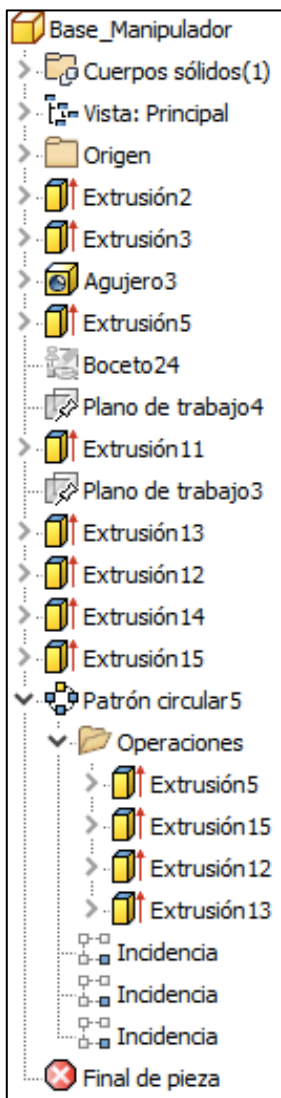 Base_Manipulador
Cuerpos sólidos(1)
Vista: Principal
Origen
Extrusión2
Extrusión3
Agujero3
Extrusión5
Boceto24
Plano de trabajo4
Extrusión11
Plano de trabajo3
Extrusión13
Extrusión12
Extrusión14
Extrusión15
Patrón circular5
Operaciones
Extrusión5
Extrusión15
Extrusión12
Extrusión13
Incidencia
Incidencia
Incidencia
Final de pieza